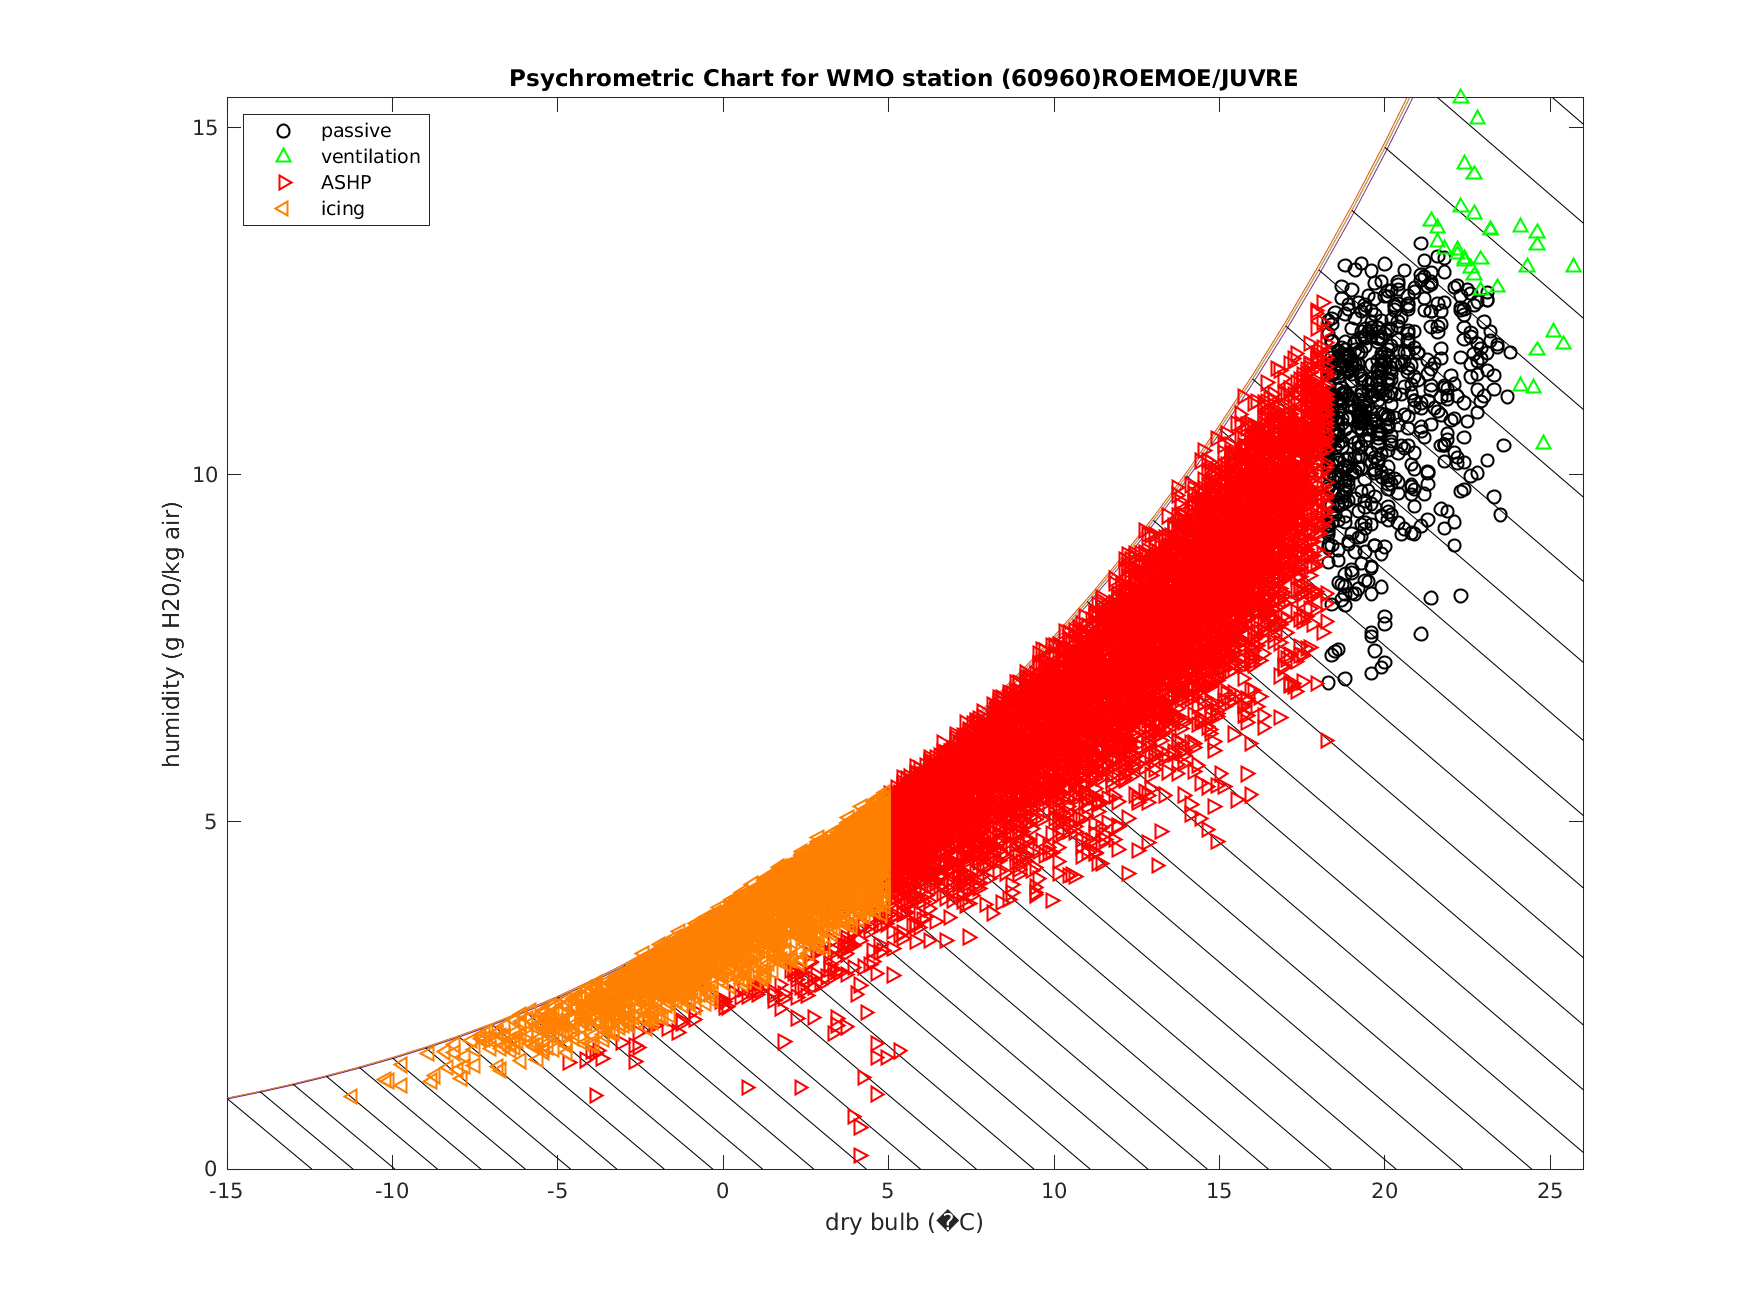 Psychrometric Chart for WMO station (60960)ROEMOE/JUVRE
passive
ventilation
ASHP
icing
15
10
5
0
humidity (g H20/kg air)
-15 -10 -5 0 5 10 15 20 25
dry bulb (�C)